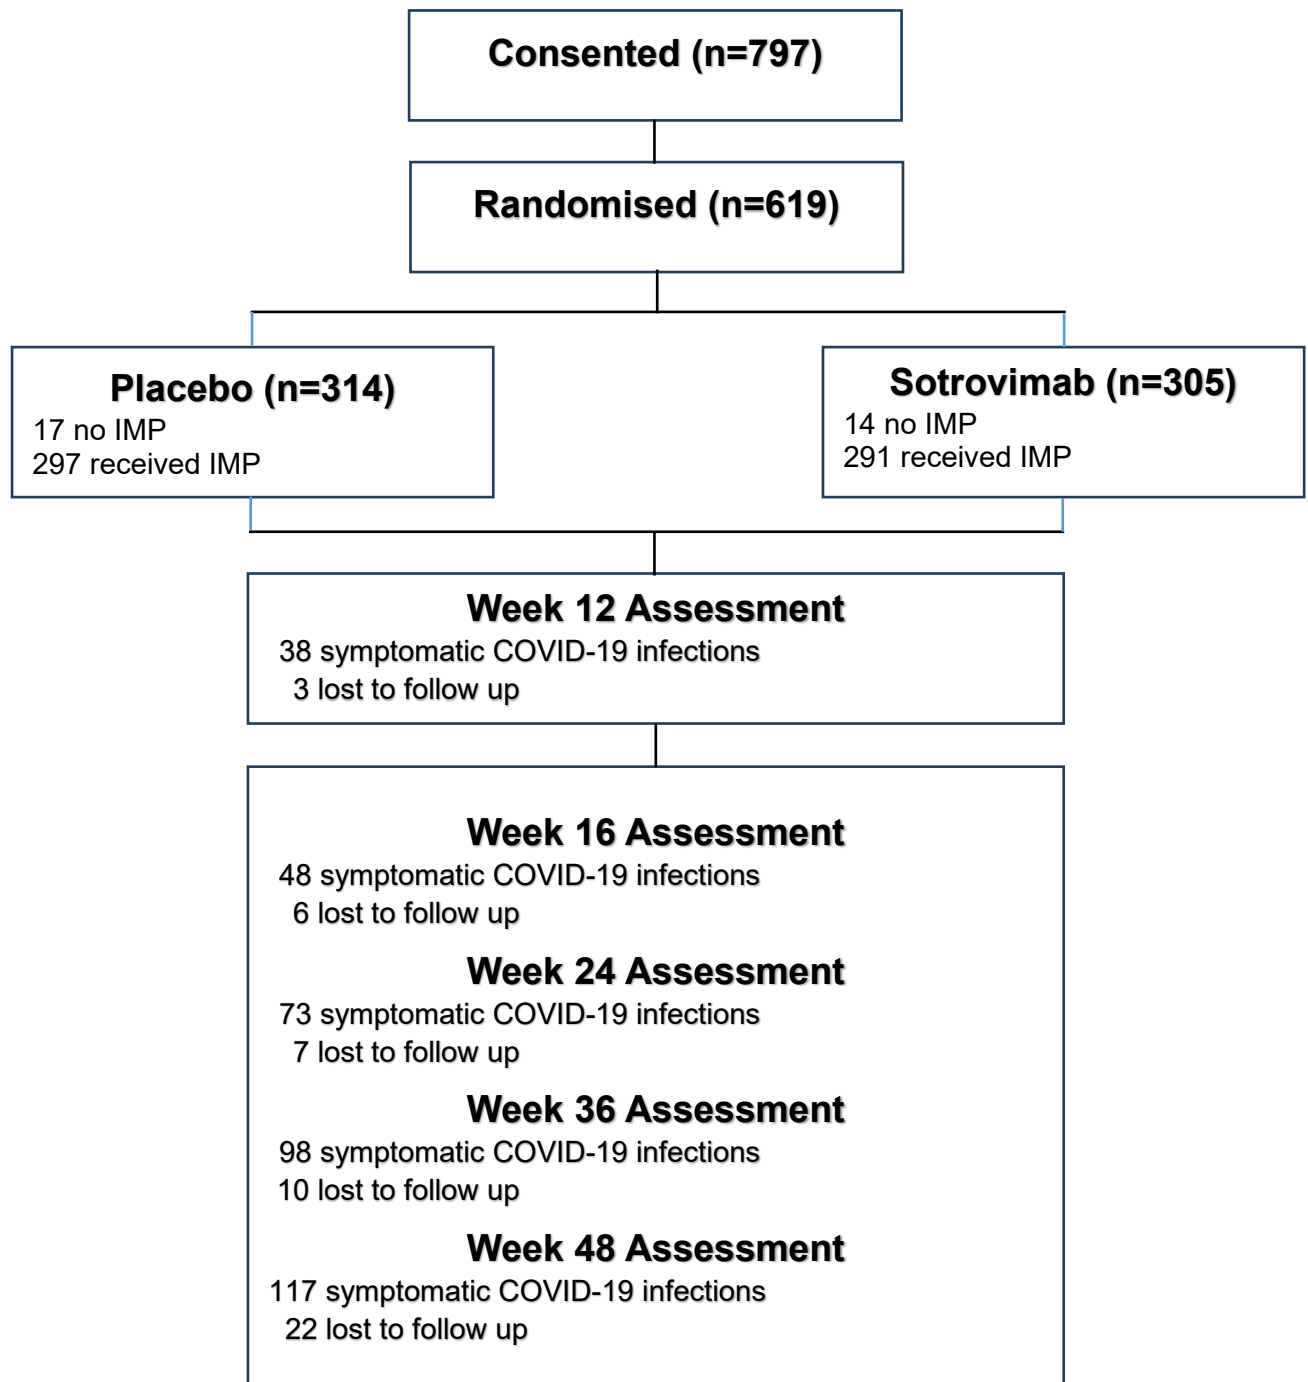 Consented (n=797)
Randomised (n=619)
Placebo (n=314)
17 no IMP
297 received IMP
Sotrovimab (n=305)
14 no IMP
291 received IMP
Week 12 Assessment
38 symptomatic COVID-19 infections
3 lost to follow up
Week 16 Assessment
48 symptomatic COVID-19 infections
6 lost to follow up
Week 24 Assessment
73 symptomatic COVID-19 infections
7 lost to follow up
Week 36 Assessment
98 symptomatic COVID-19 infections
10 lost to follow up
Week 48 Assessment
117 symptomatic COVID-19 infections
22 lost to follow up